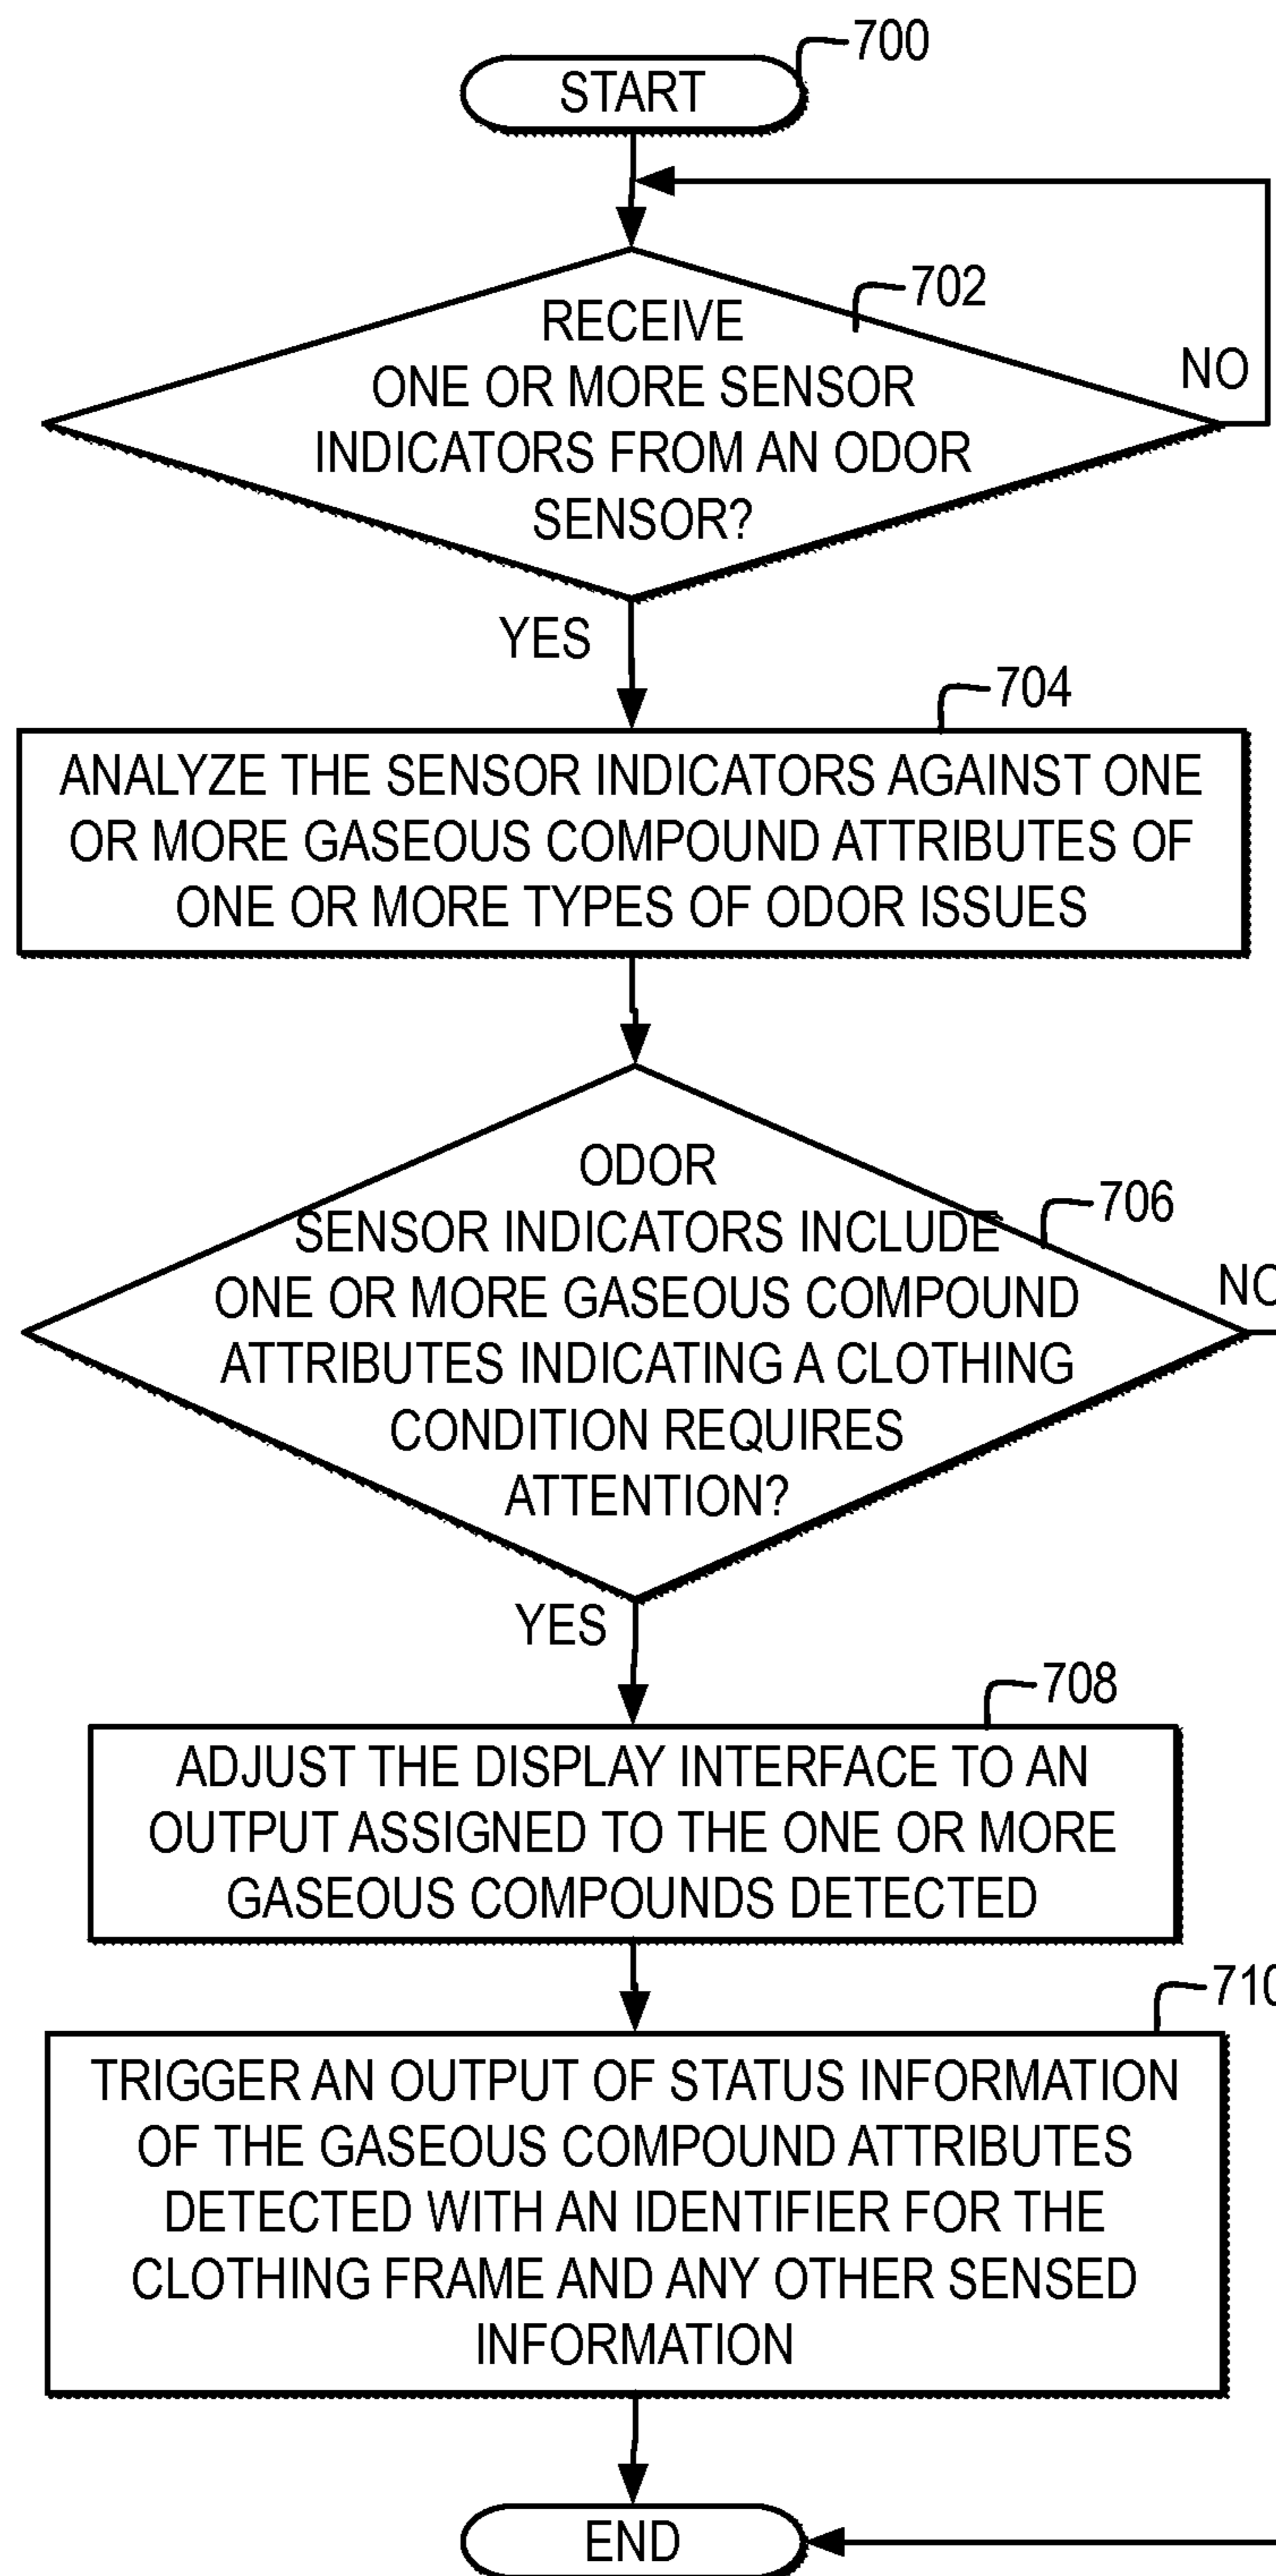 700
START
702
RECEIVE
ONE OR MORE SENSOR
INDICATORS FROM AN ODOR
SENSOR?
NO
YES
704
ANALYZE THE SENSOR INDICATORS AGAINST ONE
OR MORE GASEOUS COMPOUND ATTRIBUTES OF
ONE OR MORE TYPES OF ODOR ISSUES
ODOR
706
SENSOR INDICATORS INCLUDE
ONE OR MORE GASEOUS COMPOUND
NO
ATTRIBUTES INDICATING A CLOTHING
CONDITION REQUIRES
ATTENTION?
YES
708
ADJUST THE DISPLAY INTERFACE TO AN
OUTPUT ASSIGNED TO THE ONE OR MORE
GASEOUS COMPOUNDS DETECTED
710
TRIGGER AN OUTPUT OF STATUS INFORMATION
OF THE GASEOUS COMPOUND ATTRIBUTES
DETECTED WITH AN IDENTIFIER FOR THE
CLOTHING FRAME AND ANY OTHER SENSED
INFORMATION
END